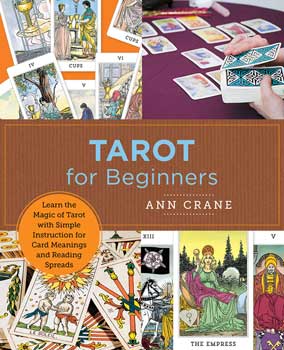 IV
CUPS
VI
CUPS
TAROT
for Beginners
ANN CRANE
Learn the
Magic of Tarot
with Simple
Instruction for
Card Meanings
and Reading
Spreads
XIII
V
THE EMPRESS